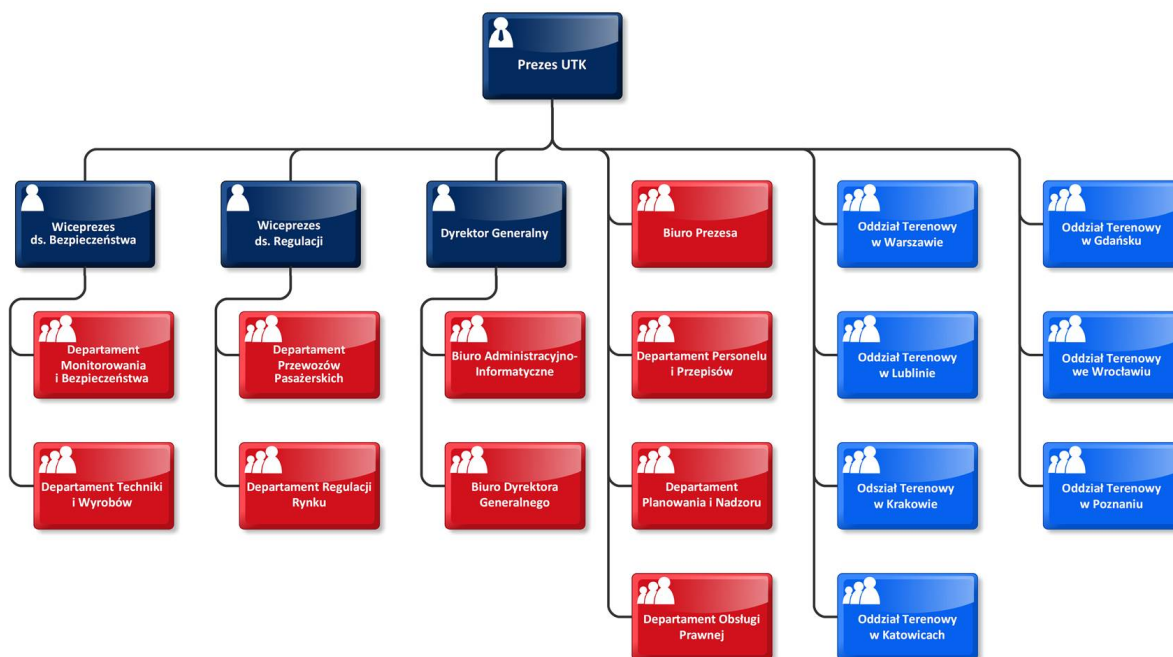 Prezes UTK
Wiceprezes
ds. Bezpieczeństwa
Wiceprezes
ds. Regulacji
Dyrektor Generalny
Biuro Prezesa
Oddział Terenowy
w Warszawie
Oddział Terenowy
w Gdańsku
Departament
Monitorowania
i Bezpieczeństwa
Departament
Przewozów
Pasażerskich
Biuro Administracyjno-
Informatyczne
Departament Personelu
i Przepisów
Oddział Terenowy
w Lublinie
Oddział Terenowy
we Wrocławiu
Departament Techniki
i Wyrobów
Departament Regulacji
Rynku
Biuro Dyrektora
Generalnego
Departament
Planowania i Nadzoru
Odsział Terenowy
w Krakowie
Oddział Terenowy
w Poznaniu
Departament Obsługi
Prawnej
Oddział Terenowy
w Katowicach